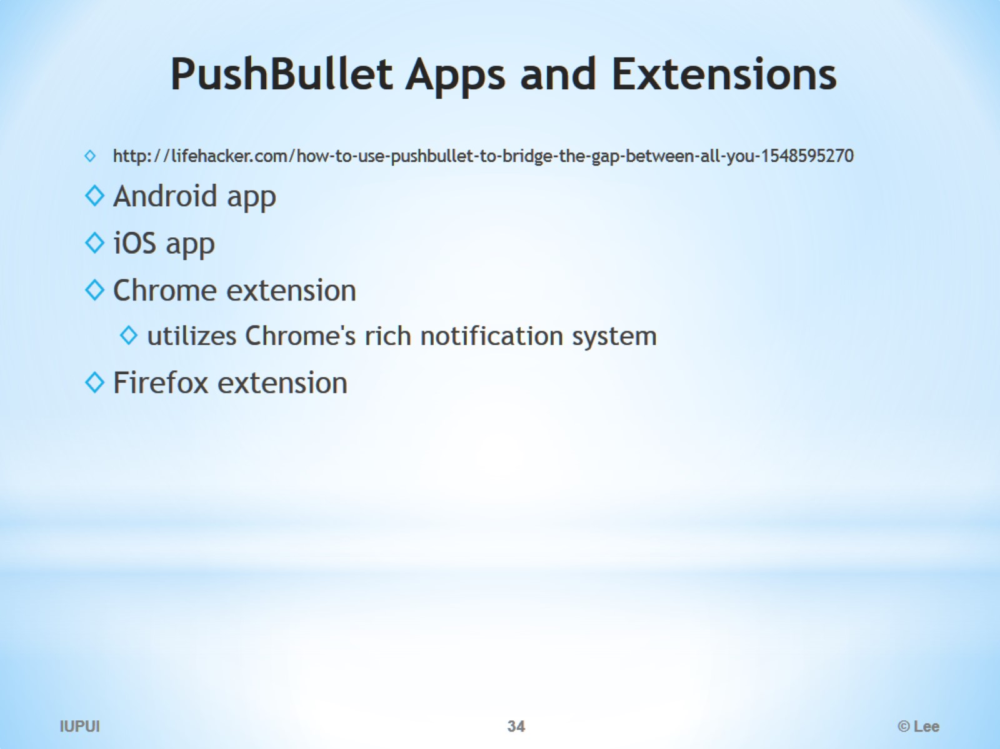 PushBullet Apps and Extensions
http://lifehacker.com/how-to-use-pushbullet-to-bridge-the-gap-between-all-you-1548595270
Android app
iOS app
Chrome extension
utilizes Chrome's rich notification system
Firefox extension
IUPUI
34
© Lee